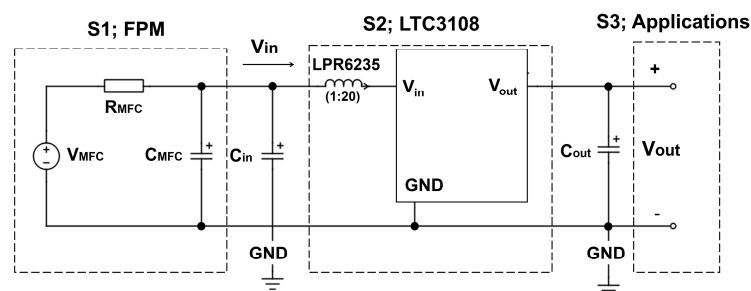 S1; FPM
S2; LTC3108
S3; Applications
Vin
LPR6235
(1:20)
RMFC
Vin
Vout
+
+
-
VMFC
CMFC
+
Cin
+
Cout
+
Vout
GND
-
GND
GND